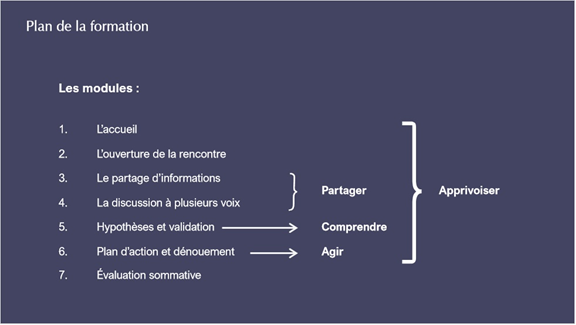 Plan de la formation
Les modules :
1. L’accueil
2. L’ouverture de la rencontre
3. Le partage d’informations
4. La discussion à plusieurs voix
Partager
Apprivoiser
5. Hypothèses et validation
Comprendre
6. Plan d’action et dénouement
Agir
7. Évaluation sommative